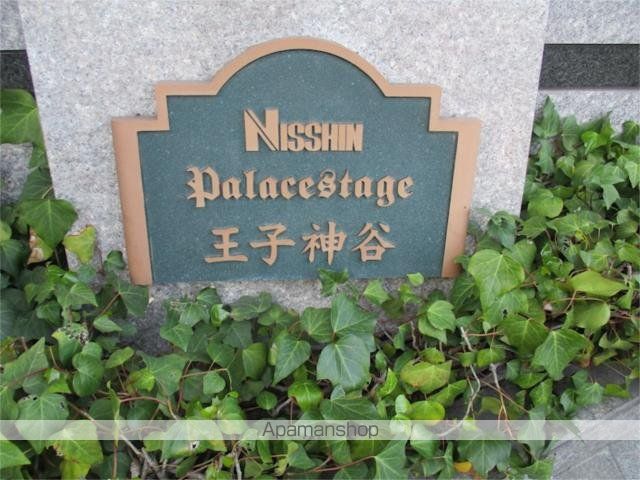 NISSHIN
Palacestage
王子神谷
Apamanshop